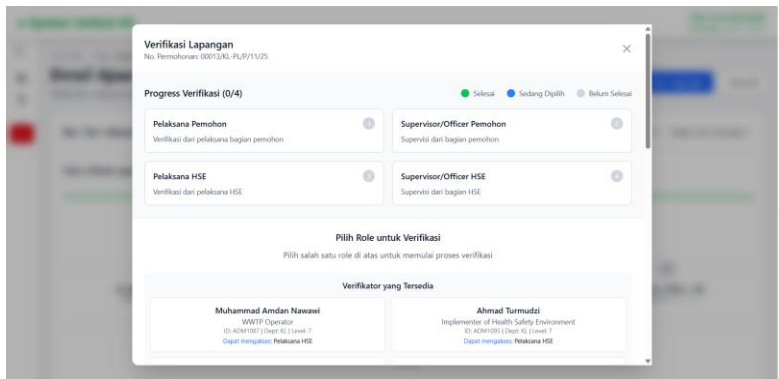 Verifikasi Lapangan
No. Permohonan: 00013/KL-PL/P/11/25
Progress Verifikasi (0/4)
Selesai
Sedang Dipilih
Belum Selesai
Pelaksana Pemohon
1
Verifikasi dari pelaksana bagian pemohon
Supervisor/Officer Pemohon
2
Supervisi dari bagian pemohon
Pelaksana HSE
3
Verifikasi dari pelaksana HSE
Supervisor/Officer HSE
4
Supervisi dari bagian HSE
Pilih Role untuk Verifikasi
Pilih salah satu role di atas untuk memulai proses verifikasi
Verifikator yang Tersedia
Muhammad Amdan Nawawi
WWTP Operator
ID: ADM1087 | Dept: KL | Level: 7
Dapat mengakses: Pelaksana HSE
Ahmad Turmudzi
Implementer of Health Safety Environment
ID: ADM1095 | Dept: KL | Level: 7
Dapat mengakses: Pelaksana HSE